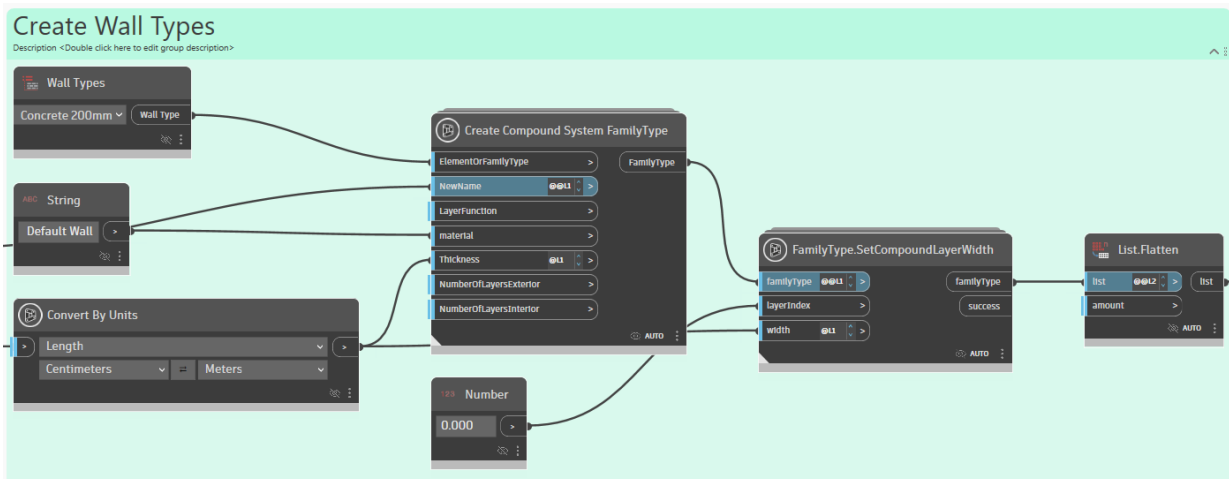 Create Wall Types
Description <Double click here to edit group description>
Wall Types
Concrete 200mm
Wall Type
ABC String
Default Wall
>
Convert By Units
>
Length
>
Centimeters
Meters
Create Compound System FamilyType
ElementOrFamilyType >
FamilyType
NewName @@L1 >
LayerFunction >
material >
Thickness @L1 >
NumberOfLayersExterior >
NumberOfLayersInterior >
AUTO
123 Number
0.000 >
FamilyType.SetCompoundLayerWidth
familyType @@L1 >
familyType
layerIndex >
success
width @L1 >
AUTO
List.Flatten
list @@L2 >
list
amount >
AUTO